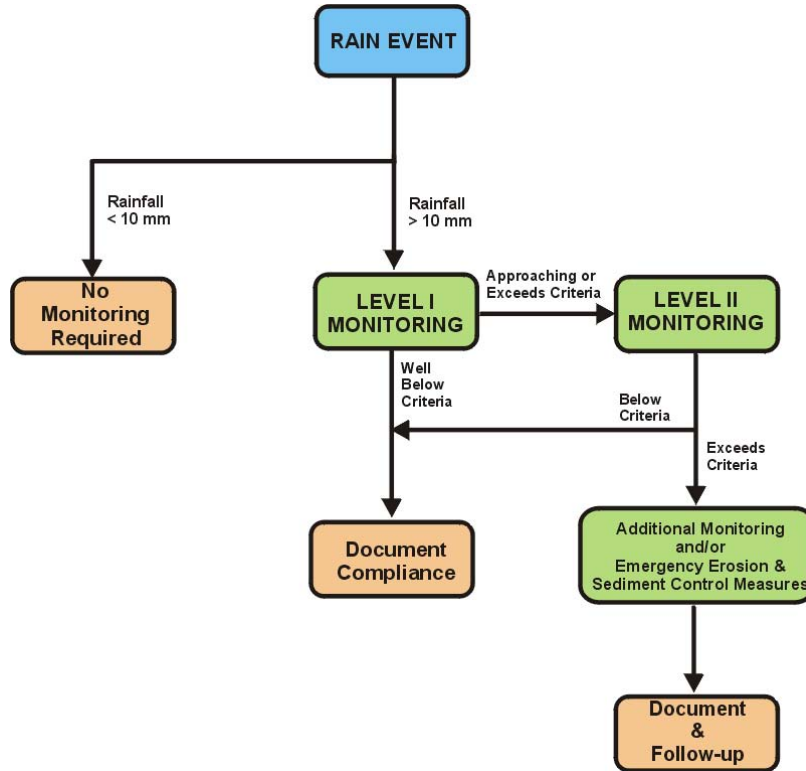 RAIN EVENT
Rainfall
< 10 mm
Rainfall
> 10 mm
No
Monitoring
Required
LEVEL I
MONITORING
Approaching or
Exceeds Criteria
LEVEL II
MONITORING
Well
Below
Criteria
Below
Criteria
Exceeds
Criteria
Document
Compliance
Additional Monitoring
and/or
Emergency Erosion &
Sediment Control Measures
Document
&
Follow-up